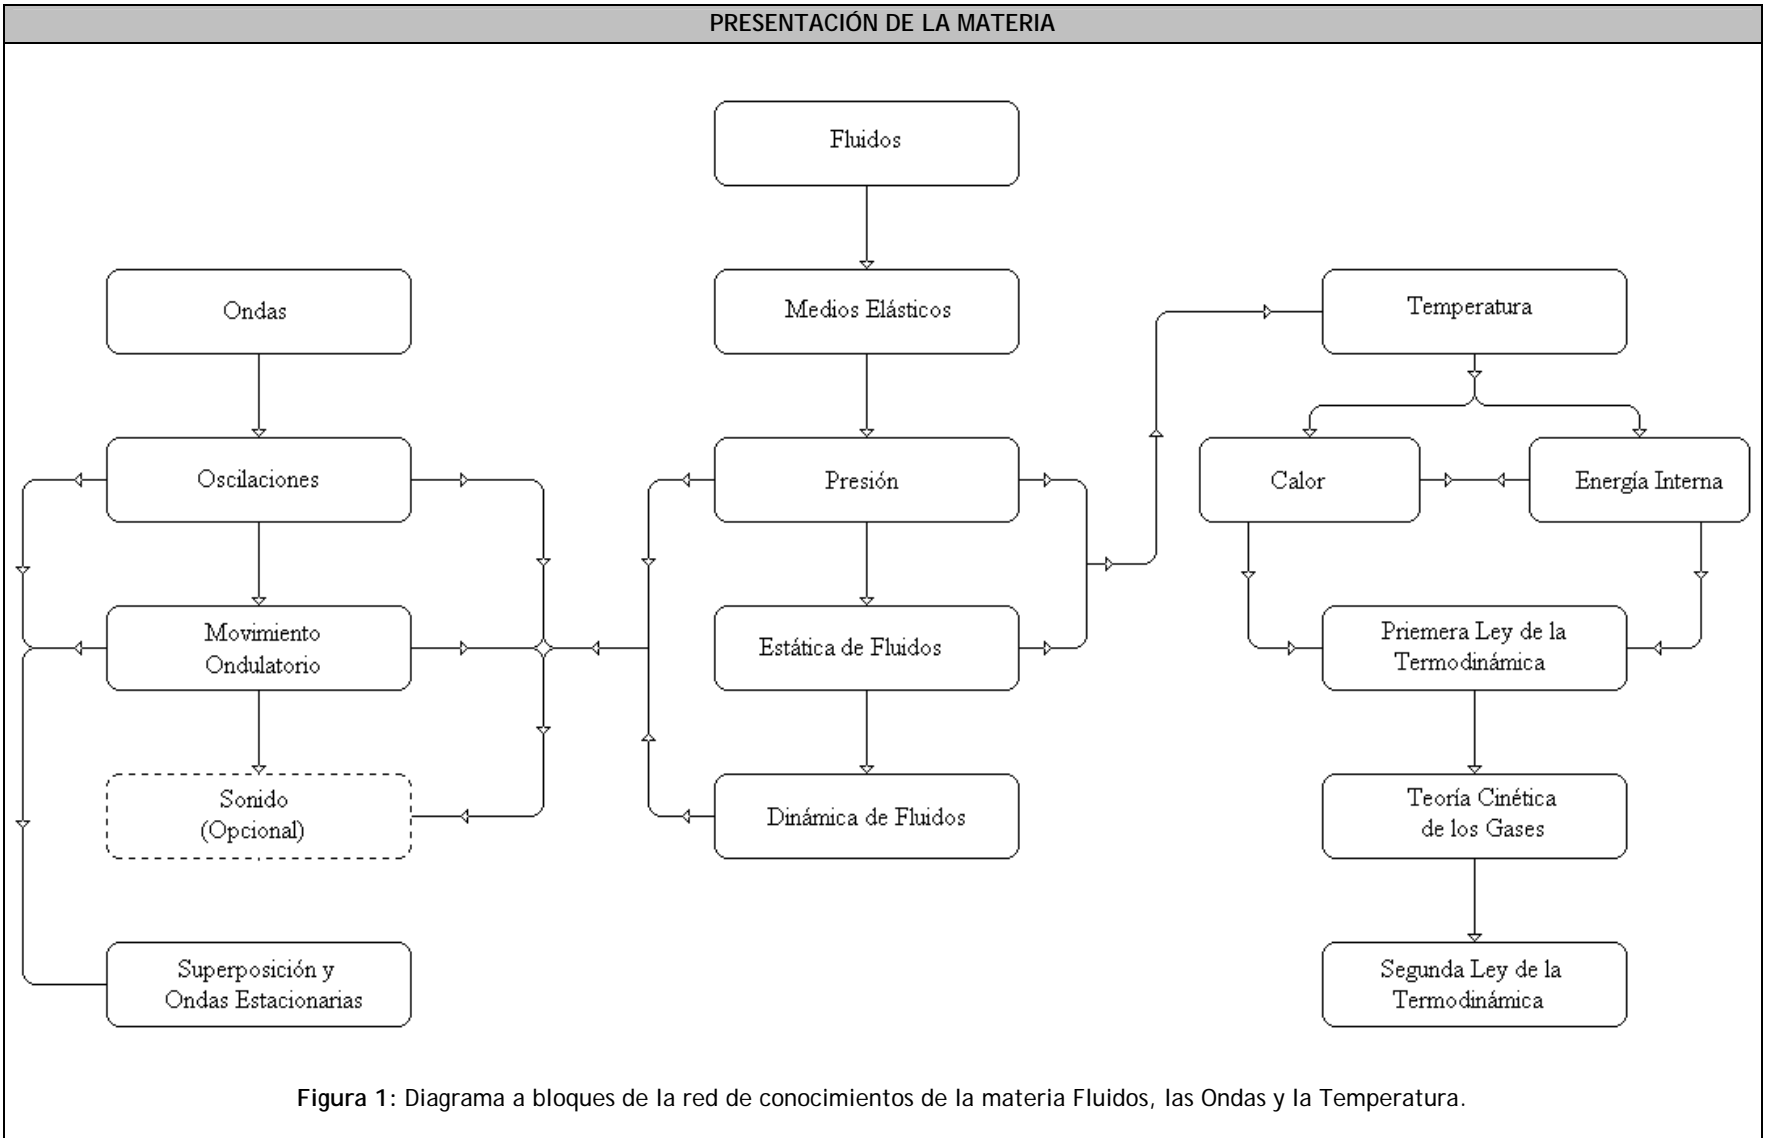 PRESENTACIÓN DE LA MATERIA
Fluidos
Ondas
Medios Elásticos
Temperatura
Oscilaciones
Presión
Calor
Energía Interna
Movimiento
Ondulatorio
Estática de Fluidos
Priemera Ley de la
Termodinámica
Sonido
(Opcional)
Dinámica de Fluidos
Teoría Cinética
de los Gases
Superposición y
Ondas Estacionarias
Segunda Ley de la
Termodinámica
Figura 1: Diagrama a bloques de la red de conocimientos de la materia Fluidos, las Ondas y la Temperatura.